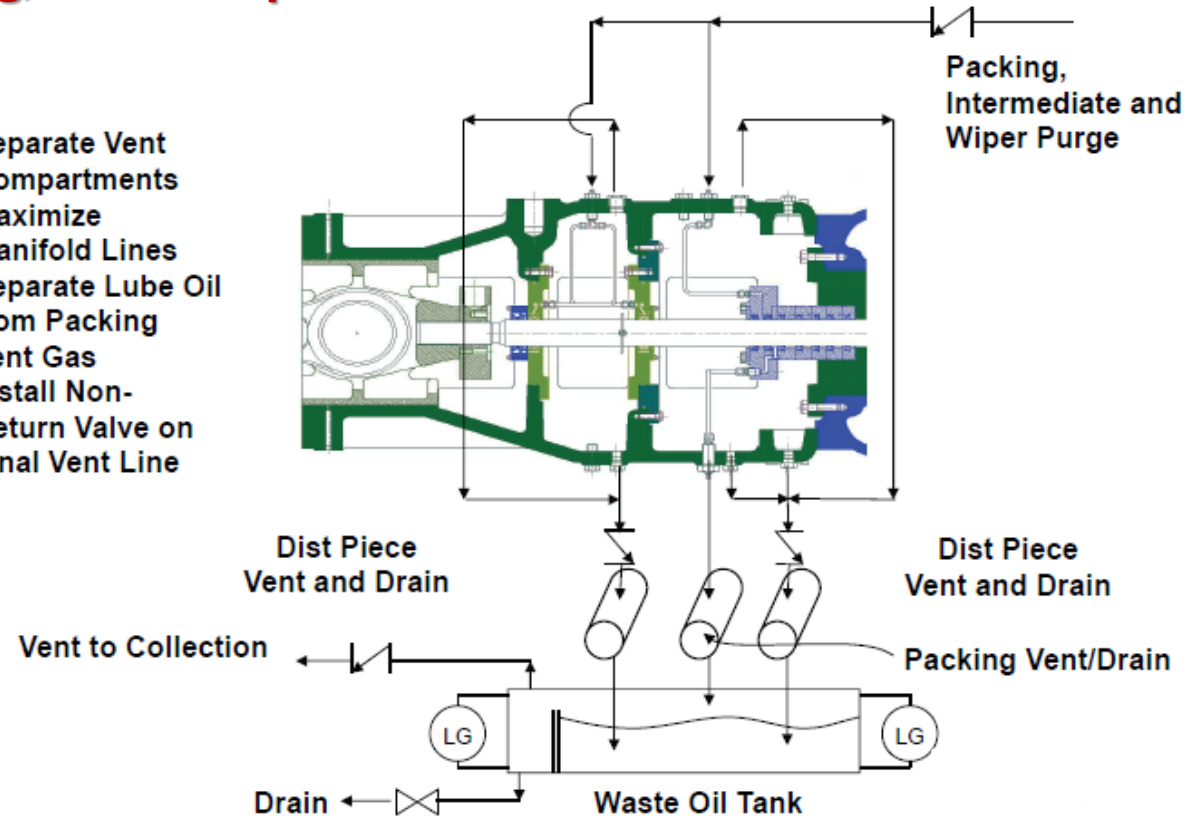 Packing,
Intermediate and
Wiper Purge
eparate Vent
ompartments
aximize
anifold Lines
eparate Lube Oil
om Packing
ent Gas
stall Non-
eturn Valve on
nal Vent Line
Dist Piece
Vent and Drain
Dist Piece
Vent and Drain
Vent to Collection
Packing Vent/Drain
LG
LG
Drain
Waste Oil Tank